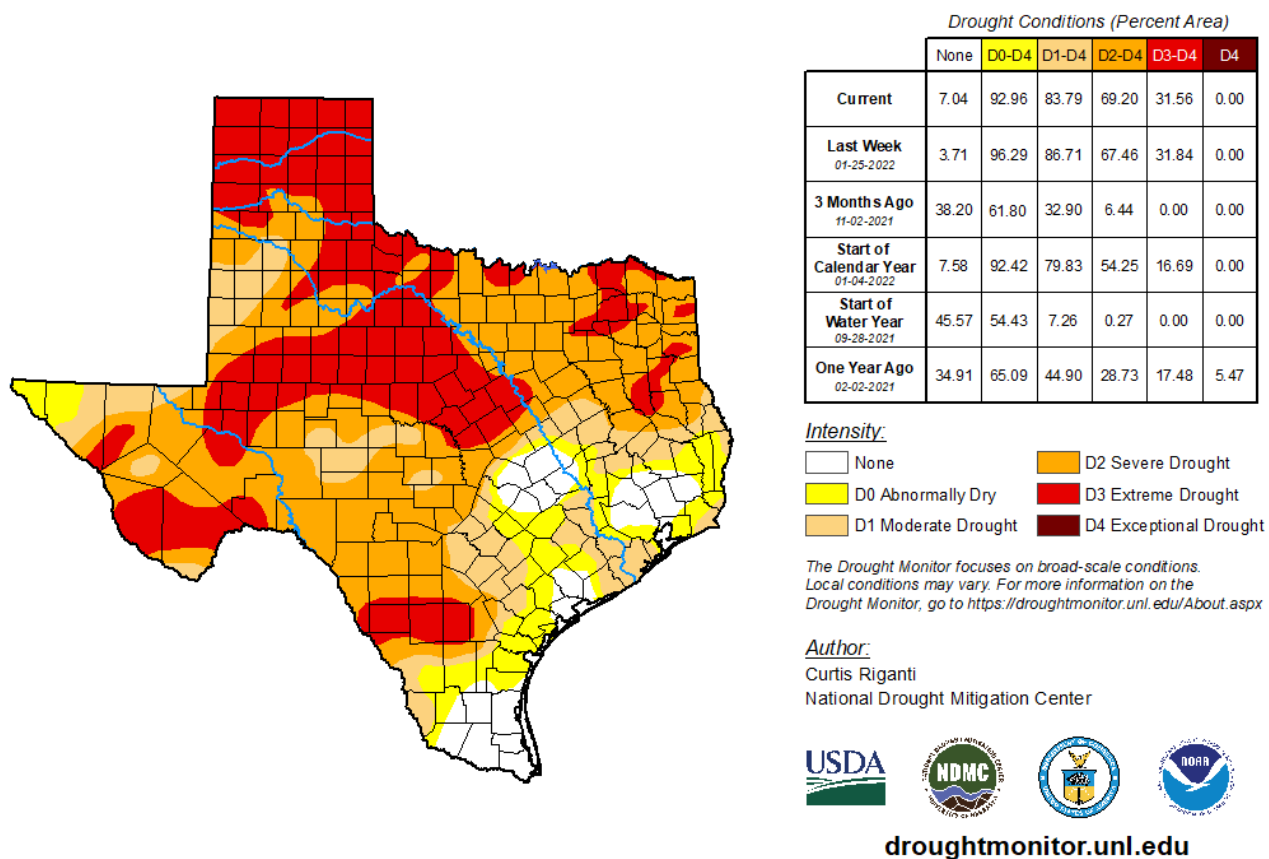 Drought Conditions (Percent Area)
None D0-D4 D1-D4 D2-D4 D3-D4 D4
Current 7.04 92.96 83.79 69.20 31.56 0.00
Last Week
01-25-2022
3.71 96.29 86.71 67.46 31.84 0.00
3 Months Ago
11-02-2021
38.20 61.80 32.90 6.44 0.00 0.00
Start of
Calendar Year
01-04-2022
7.58 92.42 79.83 54.25 16.69 0.00
Start of
Water Year
09-28-2021
45.57 54.43 7.26 0.27 0.00 0.00
One Year Ago
02-02-2021
34.91 65.09 44.90 28.73 17.48 5.47
Intensity:
None
D0 Abnormally Dry
D1 Moderate Drought
D2 Severe Drought
D3 Extreme Drought
D4 Exceptional Drought
The Drought Monitor focuses on broad-scale conditions.
Local conditions may vary. For more information on the
Drought Monitor, go to https://droughtmonitor.unl.edu/About.aspx
Author:
Curtis Riganti
National Drought Mitigation Center
USDA
NDMC
NOAA
droughtmonitor.unl.edu